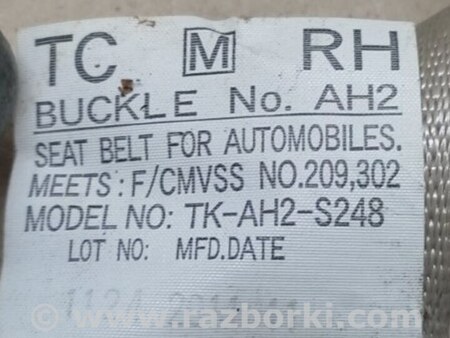 TC M RH
BUCKLE No. AH2
SEAT BELT FOR AUTOMOBILES.
MEETS: F/CMVSS NO.209,302
MODEL NO: TK-AH2-S248
LOT NO: MFD.DATE
1124
www.razborki.com